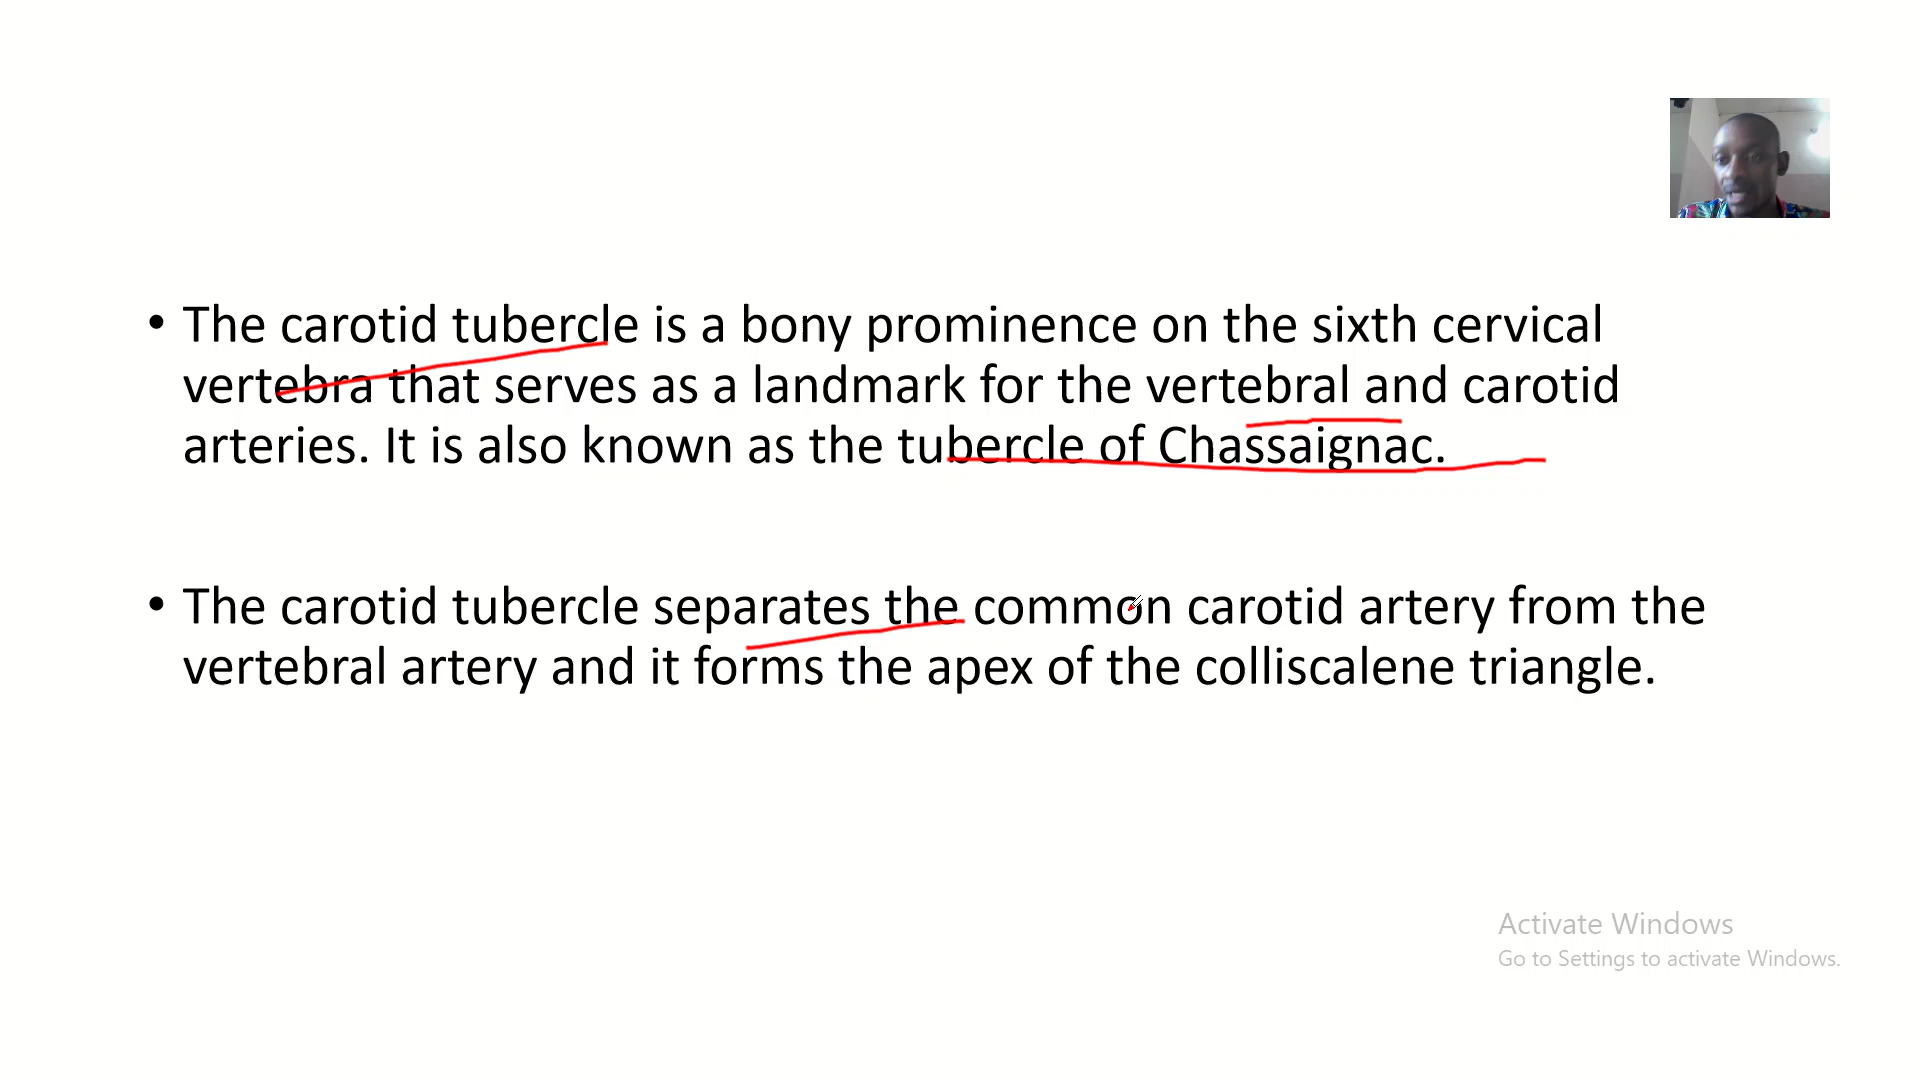 • The carotid tubercle is a bony prominence on the sixth cervical
vertebra that serves as a landmark for the vertebral and carotid
arteries. It is also known as the tubercle of Chassaignac.
• The carotid tubercle separates the common carotid artery from the
vertebral artery and it forms the apex of the colliscalene triangle.
Activate Windows
Go to Settings to activate Windows.